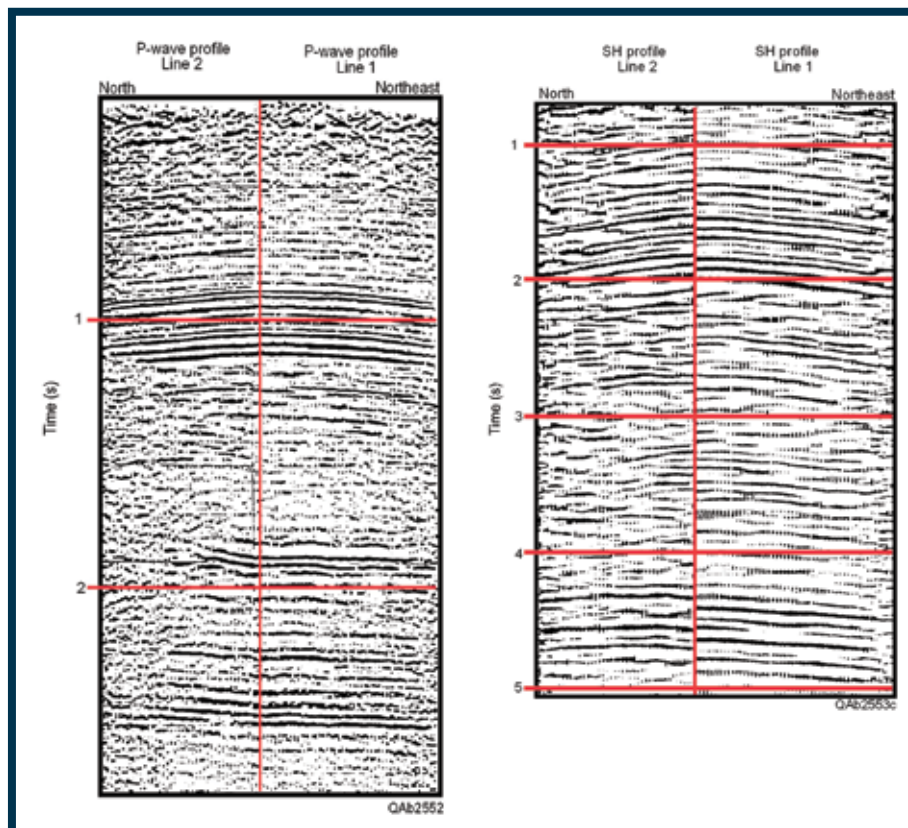 P-wave profile
Line 2
P-wave profile
Line 1
North
Northeast
1
2
Time (s)
QAb2552
SH profile
Line 2
SH profile
Line 1
North
Northeast
1
2
3
4
5
Time (s)
QAb2553c